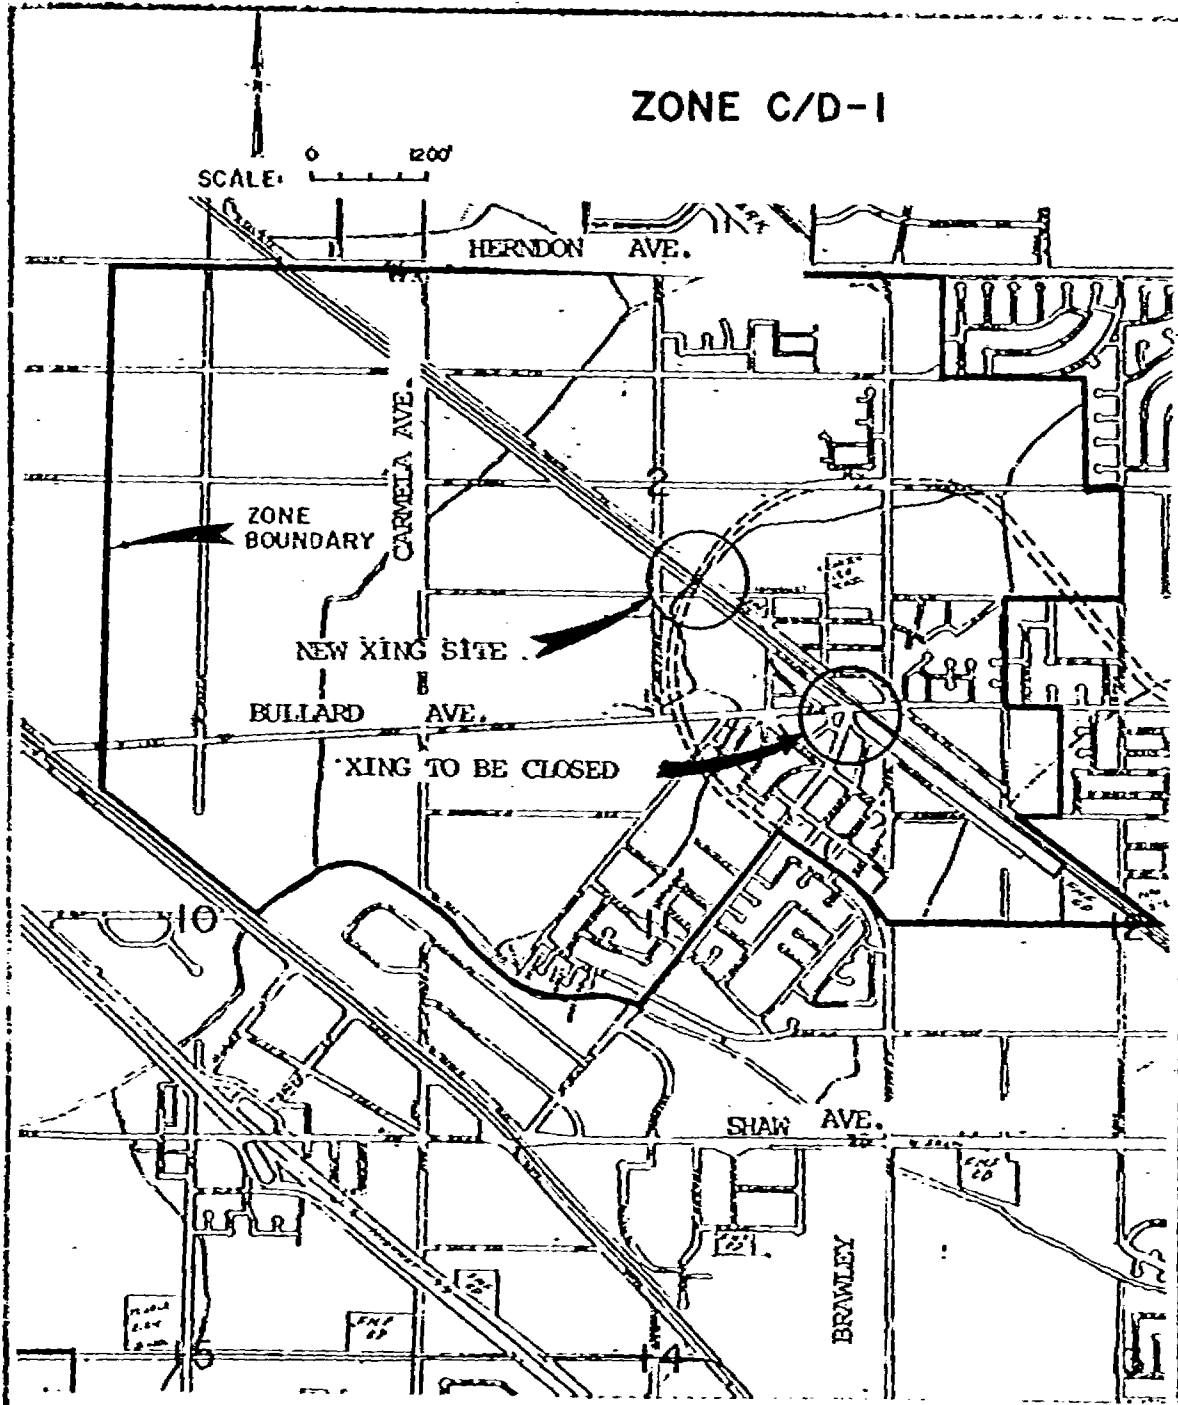 ZONE C/D-1
0 1200'
SCALE:
HERNDON AVE.
CARMELA AVE.
2
ZONE
BOUNDARY
NEW XING SITE
BULLARD AVE.
XING TO BE CLOSED
10
SHAW AVE.
BRAWLEY
14